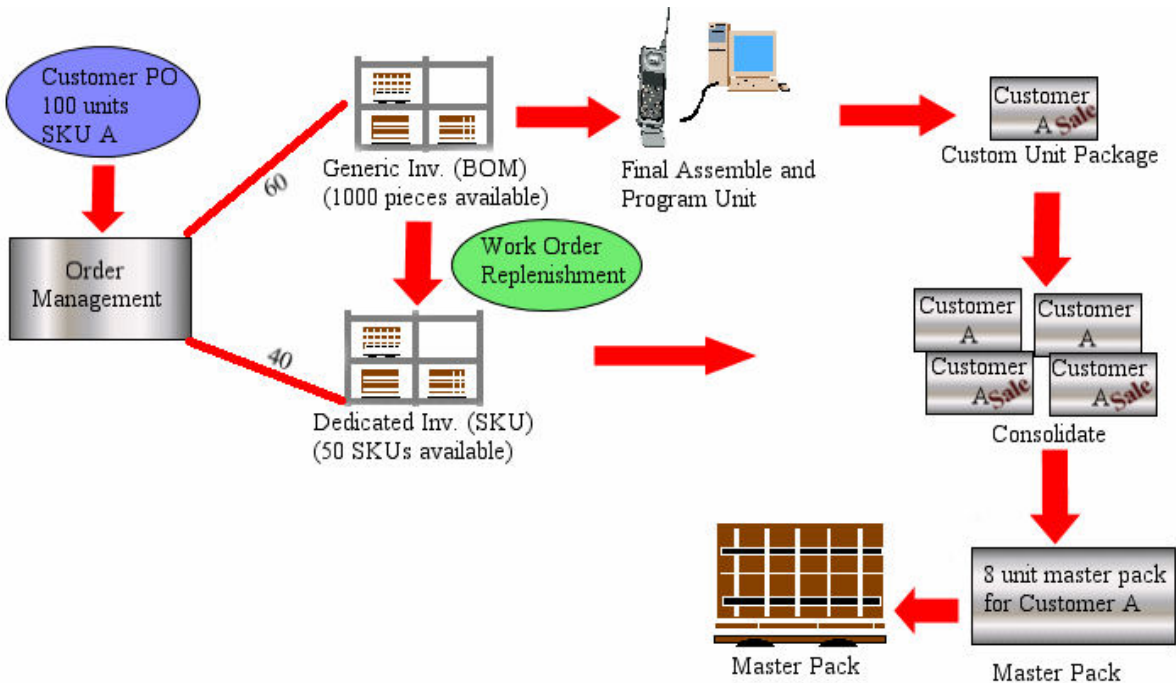 Customer PO
100 units
SKU A
Order
Management
60
40
Generic Inv. (BOM)
(1000 pieces available)
Work Order
Replenishment
Dedicated Inv. (SKU)
(50 SKUs available)
Final Assemble and
Program Unit
Customer
A Sale
Custom Unit Package
Customer
A
Customer
A
Customer
A Sale
Customer
A Sale
Consolidate
8 unit master pack
for Customer A
Master Pack
Master Pack